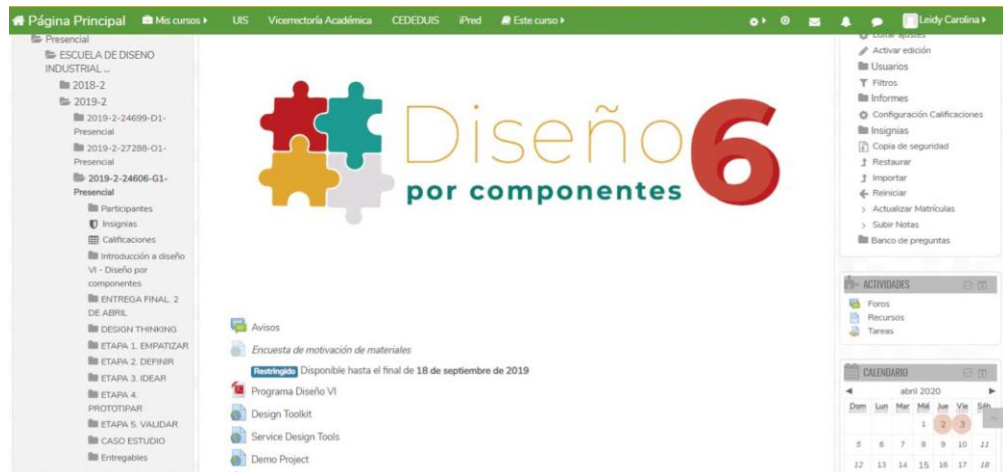 Página Principal Mis cursos UIS Vicerrectoría Académica CEDEDUIS iPred Este curso Leidy Carolina
Presencial
ESCUELA DE DISENO
INDUSTRIAL ...
2018-2
2019-2
2019-2-24699-D1-
Presencial
2019-2-27288-O1-
Presencial
2019-2-24606-G1-
Presencial
Participantes
Insignias
Calificaciones
Introducción a diseño
VI - Diseño por
componentes
ENTREGA FINAL. 2
DE ABRIL
DESIGN THINKING
ETAPA 1. EMPATIZAR
ETAPA 2. DEFINIR
ETAPA 3. IDEAR
ETAPA 4.
PROTOTIPAR
ETAPA 5. VALIDAR
CASO ESTUDIO
Entregables
Diseño 6
por componentes
Avisos
Encuesta de motivación de materiales
Restringido Disponible hasta el final de 18 de septiembre de 2019
Programa Diseño VI
Design Toolkit
Service Design Tools
Demo Project
Editar ajustes
Activar edición
Usuarios
Filtros
Informes
Configuración Calificaciones
Insignias
Copia de seguridad
Restaurar
Importar
Reiniciar
Actualizar Matrículas
Subir Notas
Banco de preguntas
ACTIVIDADES
Foros
Recursos
Tareas
CALENDARIO
abril 2020
Dom Lun Mar Mié Jue Vie Sáb
1 2 3
5 6 7 8 9 10 11
12 13 14 15 16 17 18